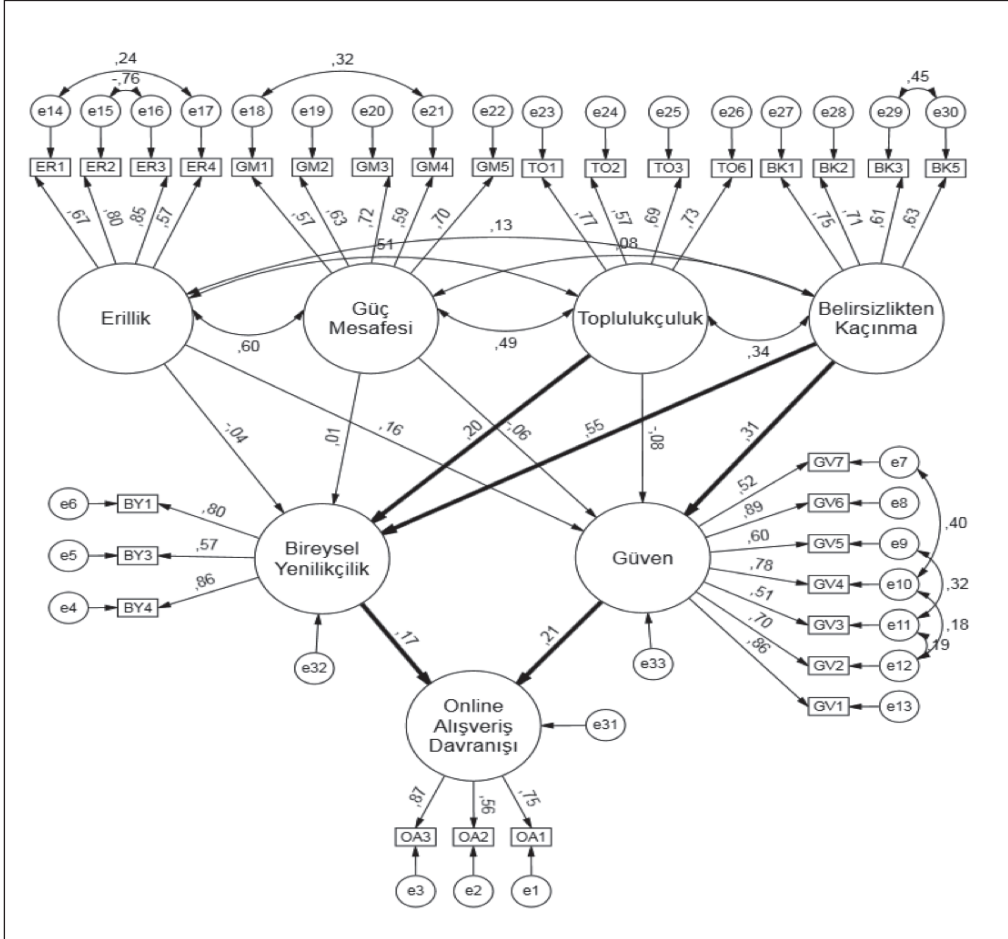 ,24
-,76
,32
,45
e14 e15 e16 e17 e18 e19 e20 e21 e22 e23 e24 e25 e26 e27 e28 e29 e30
ER1 ER2 ER3 ER4 GM1 GM2 GM3 GM4 GM5 TO1 TO2 TO3 TO6 BK1 BK2 BK3 BK5
,67 ,80 ,85 ,57 ,57 ,63 ,72 ,59 ,70 ,77 ,57 ,69 ,73 ,75 ,71 ,61 ,63
,13
,51 ,08
Erillik
Güç
Mesafesi
Toplulukçuluk
Belirsizlikten
Kaçınma
,60 ,49 ,34
-,04 ,01 ,16 ,20 -,06 ,55 -,08 ,31
e6 BY1 ,80
e5 BY3 ,57
e4 BY4 ,86
Bireysel
Yenilikçilik
Güven
,52 GV7 e7
,89 GV6 e8
,60 GV5 e9
,78 GV4 e10
,51 GV3 e11
,70 GV2 e12
,86 GV1 e13
,40
,32
,18
,19
e32
e33
,17 ,21
Online
Alışveriş
Davranışı
e31
,87 ,56 ,75
OA3 OA2 OA1
e3 e2 e1